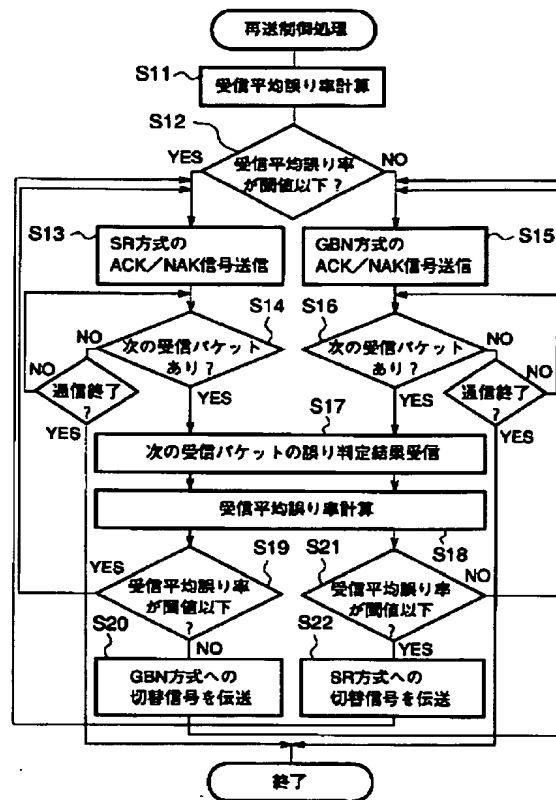 再送制御処理
S11
受信平均誤り率計算
S12
YES
受信平均誤り率
が閾値以下?
NO
S13
SR方式の
ACK/NAK信号送信
GBN方式の
ACK/NAK信号送信
S15
S14
S16
NO
次の受信パケット
あり?
次の受信パケット
あり?
NO
NO
通信終了
?
YES
YES
S17
YES
NO
通信終了
?
YES
次の受信パケットの誤り判定結果受信
受信平均誤り率計算
S18
YES
S19
受信平均誤り率
が閾値以下
?
S21
受信平均誤り率
が閾値以下
?
NO
S20
NO
GBN方式への
切替信号を伝送
S22
YES
SR方式への
切替信号を伝送
終了